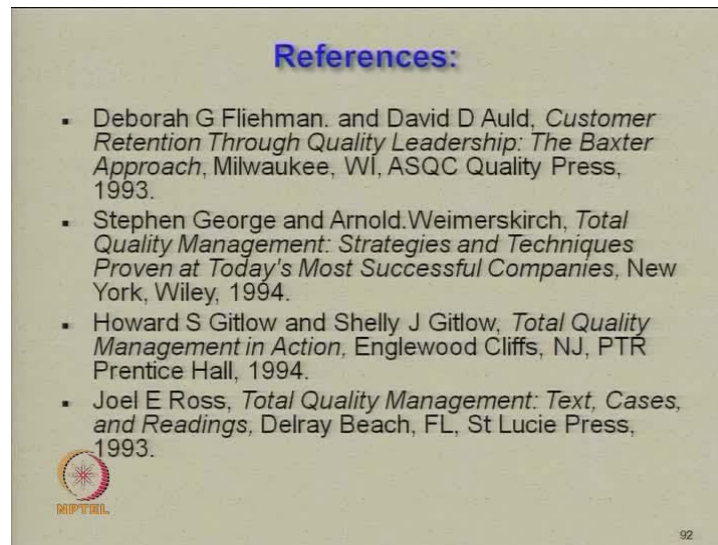 References:
▪ Deborah G Fliehman. and David D Auld, Customer
Retention Through Quality Leadership: The Baxter
Approach, Milwaukee, WI, ASQC Quality Press,
1993.
▪ Stephen George and Arnold.Weimerskirch, Total
Quality Management: Strategies and Techniques
Proven at Today's Most Successful Companies, New
York, Wiley, 1994.
▪ Howard S Gitlow and Shelly J Gitlow, Total Quality
Management in Action, Englewood Cliffs, NJ, PTR
Prentice Hall, 1994.
▪ Joel E Ross, Total Quality Management: Text, Cases,
and Readings, Delray Beach, FL, St Lucie Press,
1993.
NPTEL
92